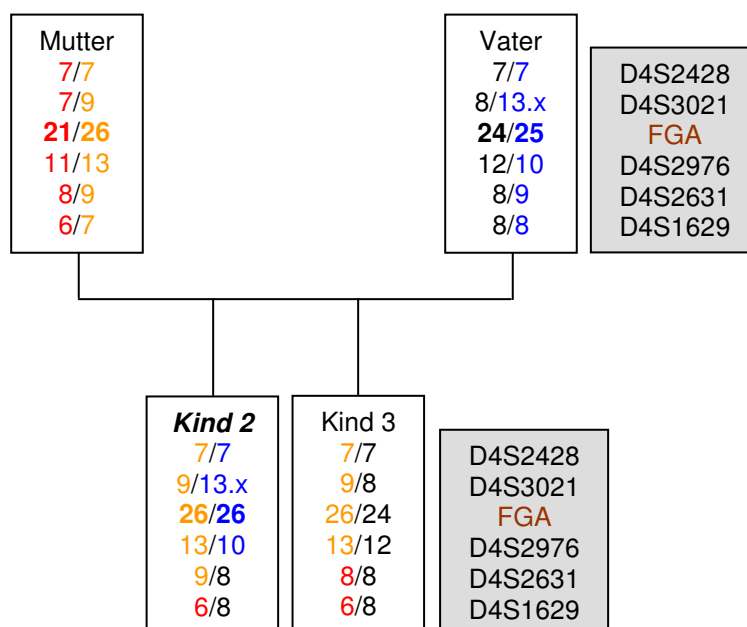 Mutter
7/7
7/9
21/26
11/13
8/9
6/7
Vater
7/7
8/13.x
24/25
12/10
8/9
8/8
D4S2428
D4S3021
FGA
D4S2976
D4S2631
D4S1629
Kind 2
7/7
9/13.x
26/26
13/10
9/8
6/8
Kind 3
7/7
9/8
26/24
13/12
8/8
6/8
D4S2428
D4S3021
FGA
D4S2976
D4S2631
D4S1629